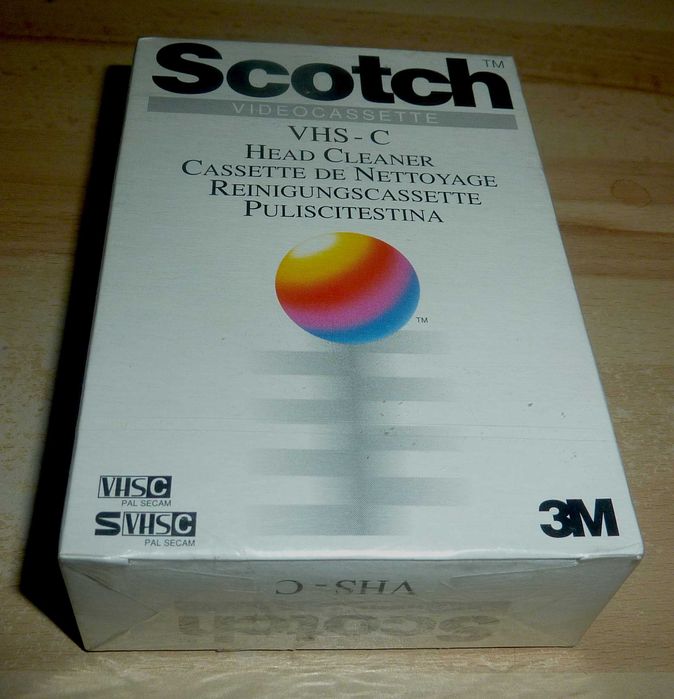 Scotch™
VIDEOCASSETTE
VHS - C
HEAD CLEANER
CASSETTE DE NETTOYAGE
REINIGUNGSCASSETTE
PULISCITESTINA
TM
VHSC
PAL SECAM
SVHSC
PAL SECAM
3M
VHS - C
Scotch